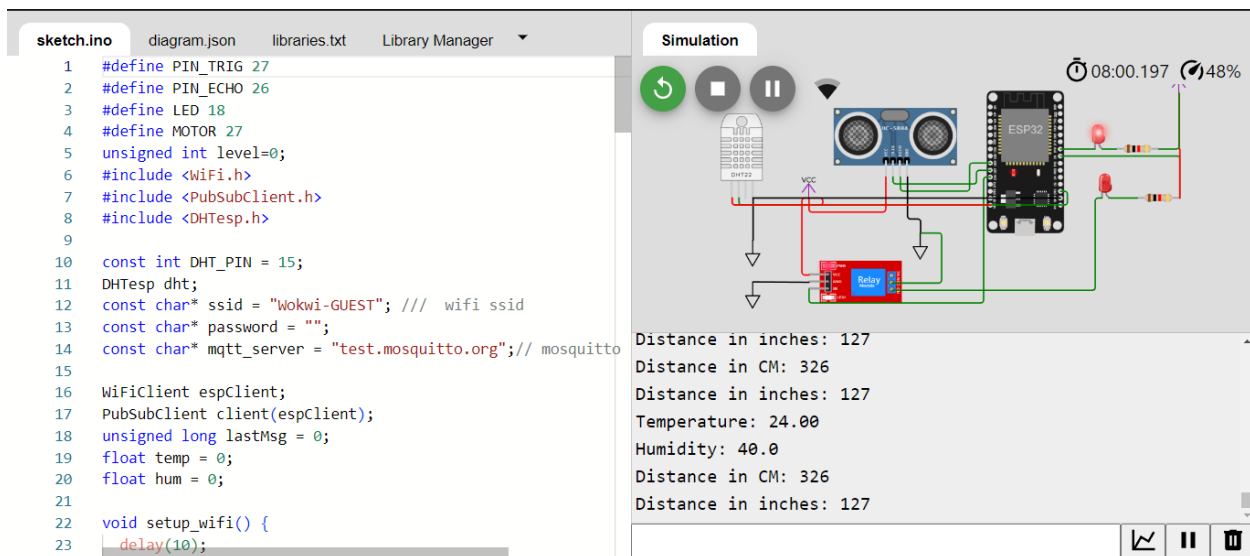 sketch.ino diagram.json libraries.txt Library Manager
1 #define PIN_TRIG 27
2 #define PIN_ECHO 26
3 #define LED 18
4 #define MOTOR 27
5 unsigned int level=0;
6 #include <WiFi.h>
7 #include <PubSubClient.h>
8 #include <DHTesp.h>
9
10 const int DHT_PIN = 15;
11 DHTesp dht;
12 const char* ssid = "Wokwi-GUEST"; /// wifi ssid
13 const char* password = "";
14 const char* mqtt_server = "test.mosquitto.org";// mosquitto
15
16 WiFiClient espClient;
17 PubSubClient client(espClient);
18 unsigned long lastMsg = 0;
19 float temp = 0;
20 float hum = 0;
21
22 void setup_wifi() {
23 delay(10);
Simulation
08:00.197 48%
ESP32
DHT22
VCC
Relay
Distance in inches: 127
Distance in CM: 326
Distance in inches: 127
Temperature: 24.00
Humidity: 40.0
Distance in CM: 326
Distance in inches: 127